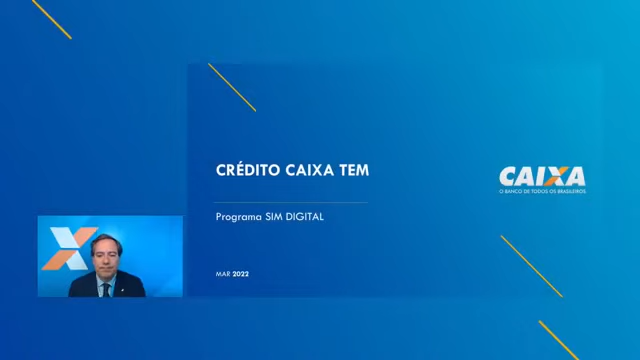 CRÉDITO CAIXA TEM
CAIXA
O BANCO DE TODOS OS BRASILEIROS
Programa SIM DIGITAL
MAR 2022